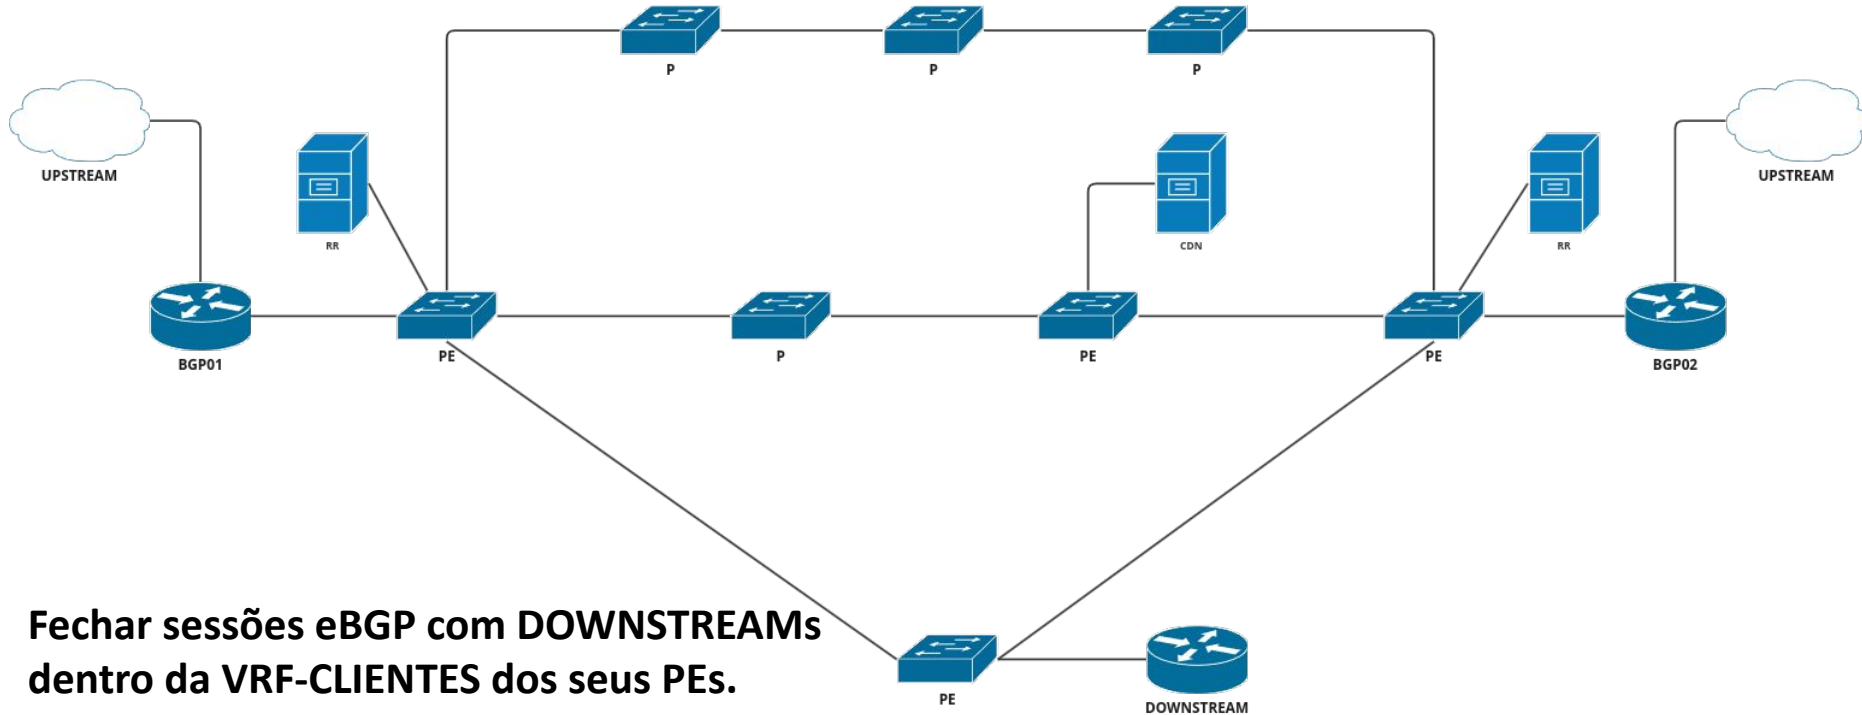 P
P
P
UPSTREAM
UPSTREAM
RR
CDN
RR
BGP01
PE
P
PE
PE
BGP02
Fechar sessões eBGP com DOWNSTREAMs
dentro da VRF-CLIENTES dos seus PEs.
PE
DOWNSTREAM